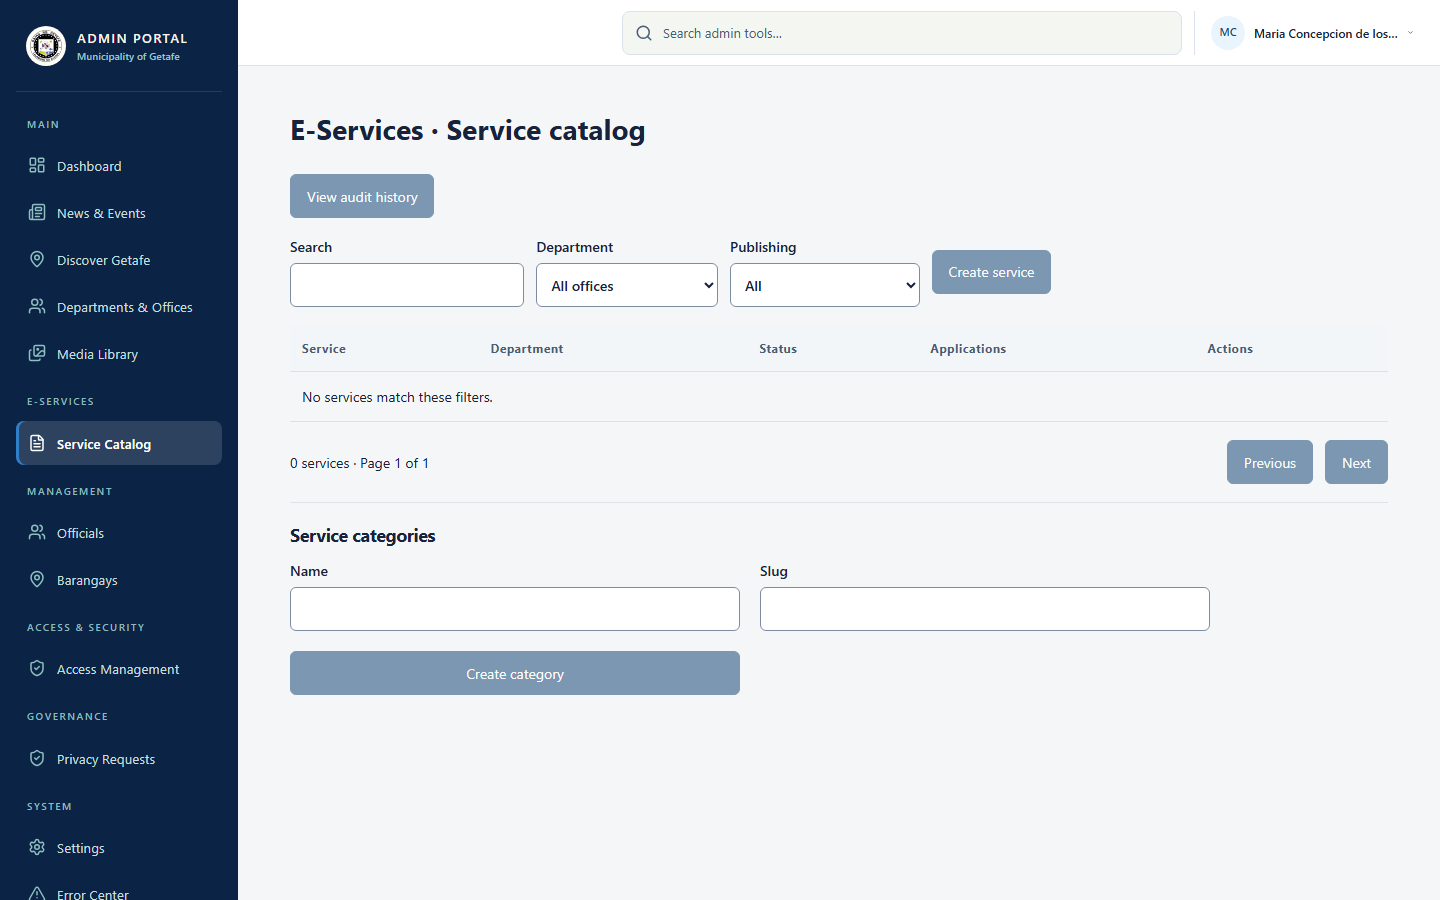 ADMIN PORTAL
Municipality of Getafe
Search admin tools...
MC
Maria Concepcion de los...
MAIN
Dashboard
News & Events
Discover Getafe
Departments & Offices
Media Library
E-SERVICES
Service Catalog
MANAGEMENT
Officials
Barangays
ACCESS & SECURITY
Access Management
GOVERNANCE
Privacy Requests
SYSTEM
Settings
Error Center
E-Services · Service catalog
View audit history
Search
Department
Publishing
All offices
All
Create service
Service Department Status Applications Actions
No services match these filters.
0 services · Page 1 of 1
Previous
Next
Service categories
Name
Slug
Create category